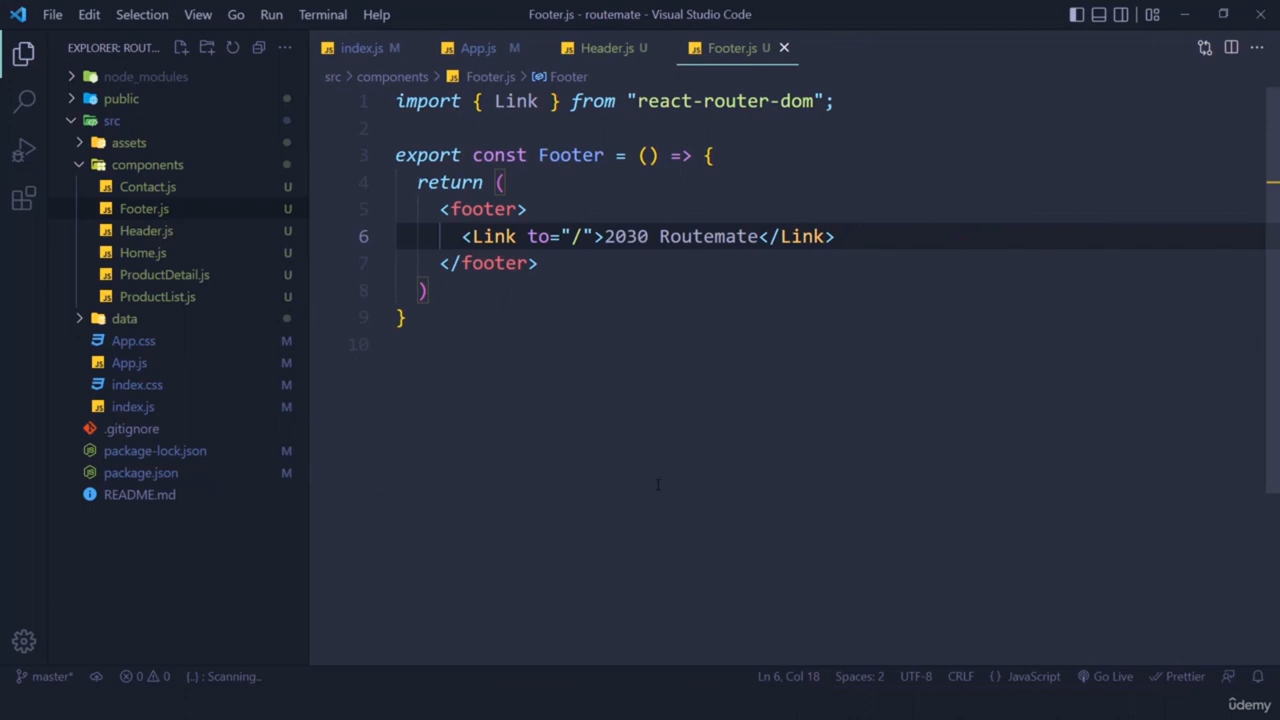 File Edit Selection View Go Run Terminal Help Footer.js - routemate - Visual Studio Code
EXPLORER: ROUT...
node_modules
public
src
assets
components
Contact.js U
Footer.js U
Header.js U
Home.js U
ProductDetail.js U
ProductList.js U
data
App.css M
App.js M
index.css M
index.js M
.gitignore
package-lock.json M
package.json M
README.md
index.js M App.js M Header.js U Footer.js U
src > components > Footer.js > Footer
1 import { Link } from "react-router-dom";
2
3 export const Footer = () => {
4 return (
5 <footer>
6 <Link to="/">2030 Routemate</Link>
7 </footer>
8 )
9 }
10
master* 0 0 {..} : Scanning.. Ln 6, Col 18 Spaces: 2 UTF-8 CRLF { } JavaScript Go Live Prettier
ûdemy